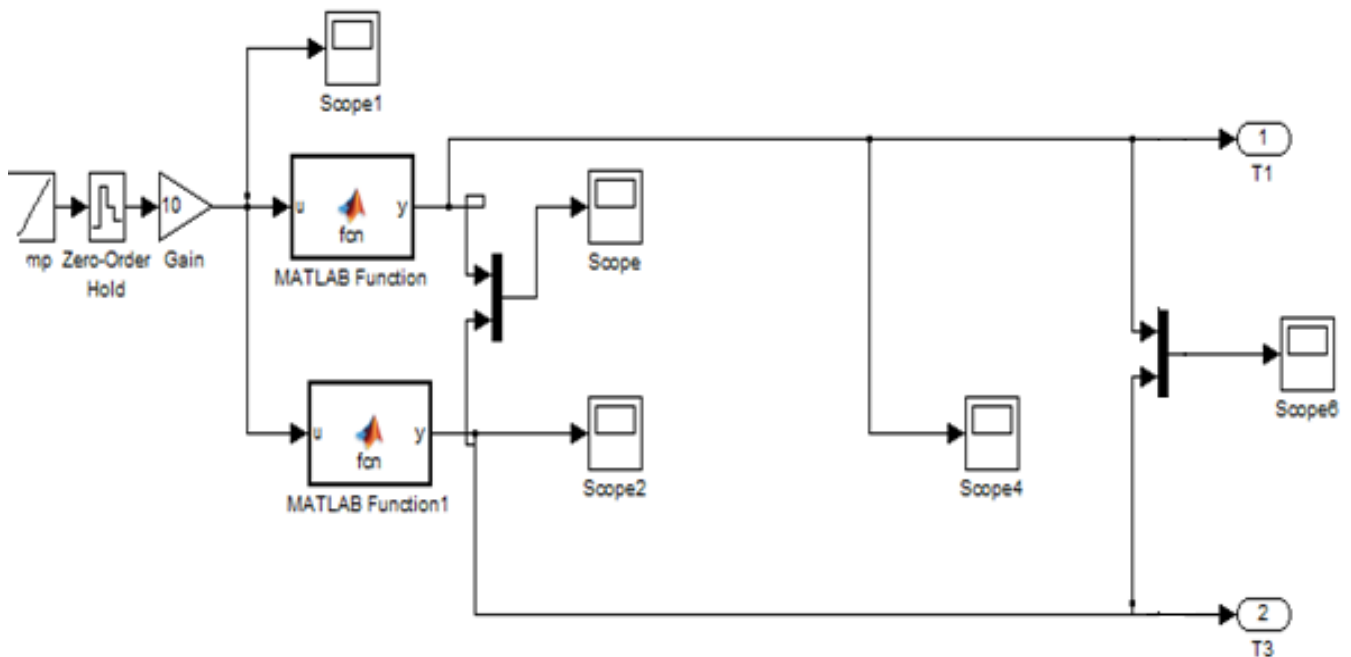 Scope1
1
T1
10
u
y
fcn
mp
Zero-Order
Hold
Gain
MATLAB Function
Scope
u
y
fcn
MATLAB Function1
Scope2
Scope4
Scope6
2
T3